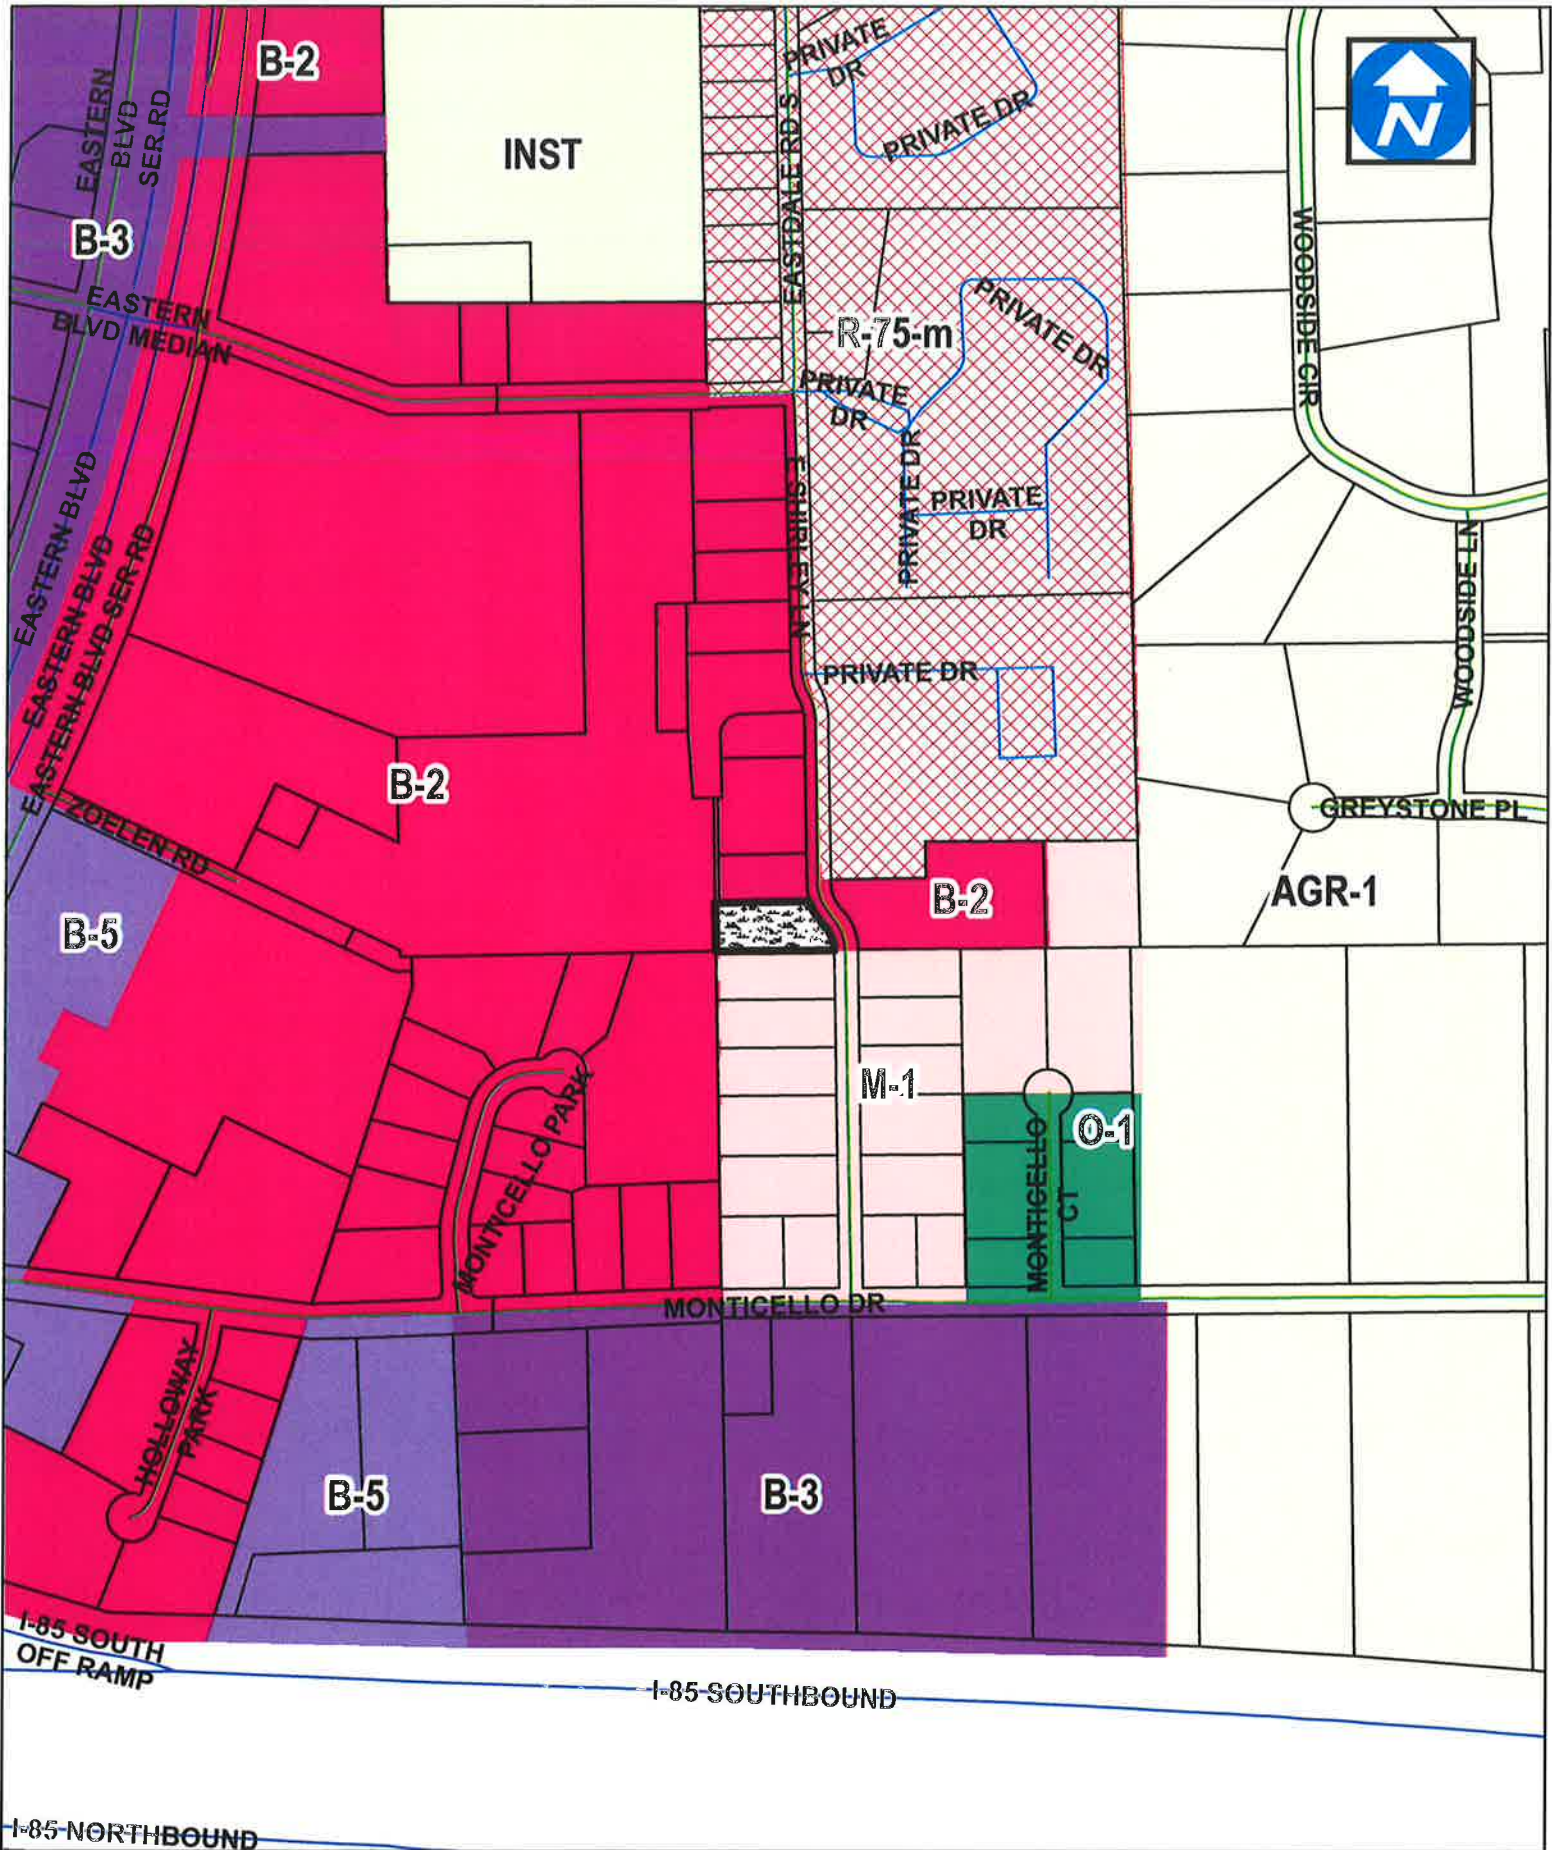 B-2
EASTERN
BLVD
SER RD
INST
EASTDALE RD S
PRIVATE
DR
PRIVATE DR
N
B-3
EASTERN
BLVD MEDIAN
R-75-m
PRIVATE DR
PRIVATE
DR
PRIVATE DR
PRIVATE
DR
WOODSIDE CIR
EASTERN BLVD
EASTERN BLVD
EASTERN BLVD SER RD
E SHIRLEY LN
PRIVATE DR
WOODSIDE LN
B-2
ZOELEN RD
GREYSTONE PL
B-5
B-2
AGR-1
M-1
O-1
MONTICELLO PARK
MONTICELLO
CT
MONTICELLO DR
HOLLOWAY
PARK
B-5
B-3
I-85 SOUTH
OFF RAMP
I-85 SOUTHBOUND
I-85 NORTHBOUND